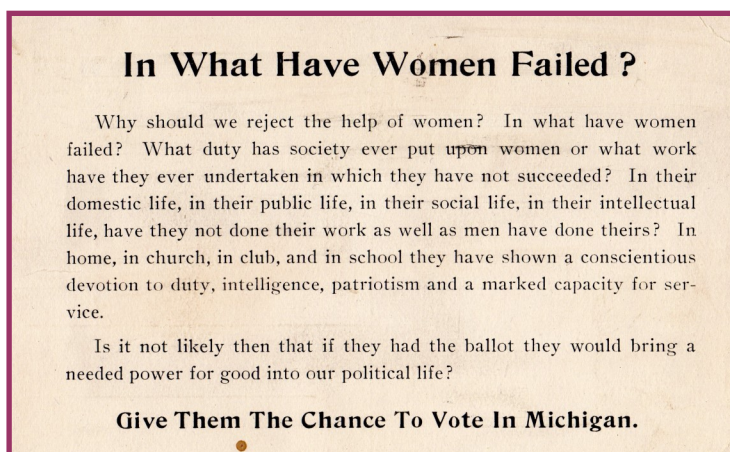 In What Have Women Failed ?
Why should we reject the help of women? In what have women
failed? What duty has society ever put upon women or what work
have they ever undertaken in which they have not succeeded? In their
domestic life, in their public life, in their social life, in their intellectual
life, have they not done their work as well as men have done theirs? In
home, in church, in club, and in school they have shown a conscientious
devotion to duty, intelligence, patriotism and a marked capacity for ser-
vice.
Is it not likely then that if they had the ballot they would bring a
needed power for good into our political life?
Give Them The Chance To Vote In Michigan.